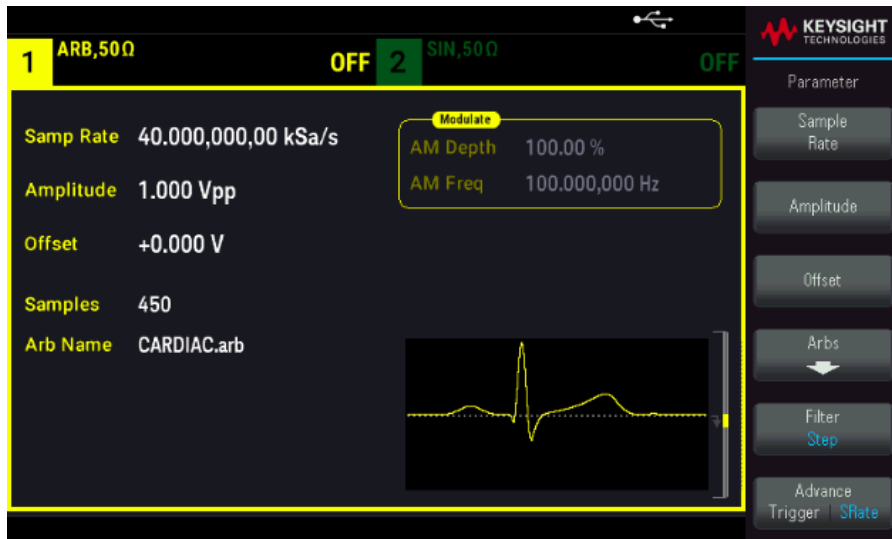 1 ARB,50Ω OFF 2 SIN,50Ω OFF
KEYSIGHT
TECHNOLOGIES
Samp Rate 40.000,000,00 kSa/s
Amplitude 1.000 Vpp
Offset +0.000 V
Samples 450
Arb Name CARDIAC.arb
Modulate
AM Depth 100.00 %
AM Freq 100.000,000 Hz
Parameter
Sample
Rate
Amplitude
Offset
Arbs
Filter
Step
Advance
Trigger | SRate